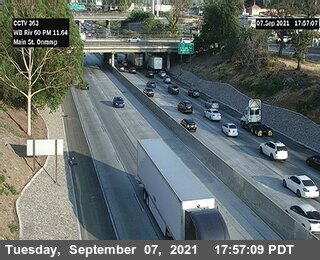 CCTV 363
WB Riv 60 PM 11.64
Main St. Onramp
07 Sep 2021 17:57:07
Tuesday, September 07, 2021 17:57:09 PDT